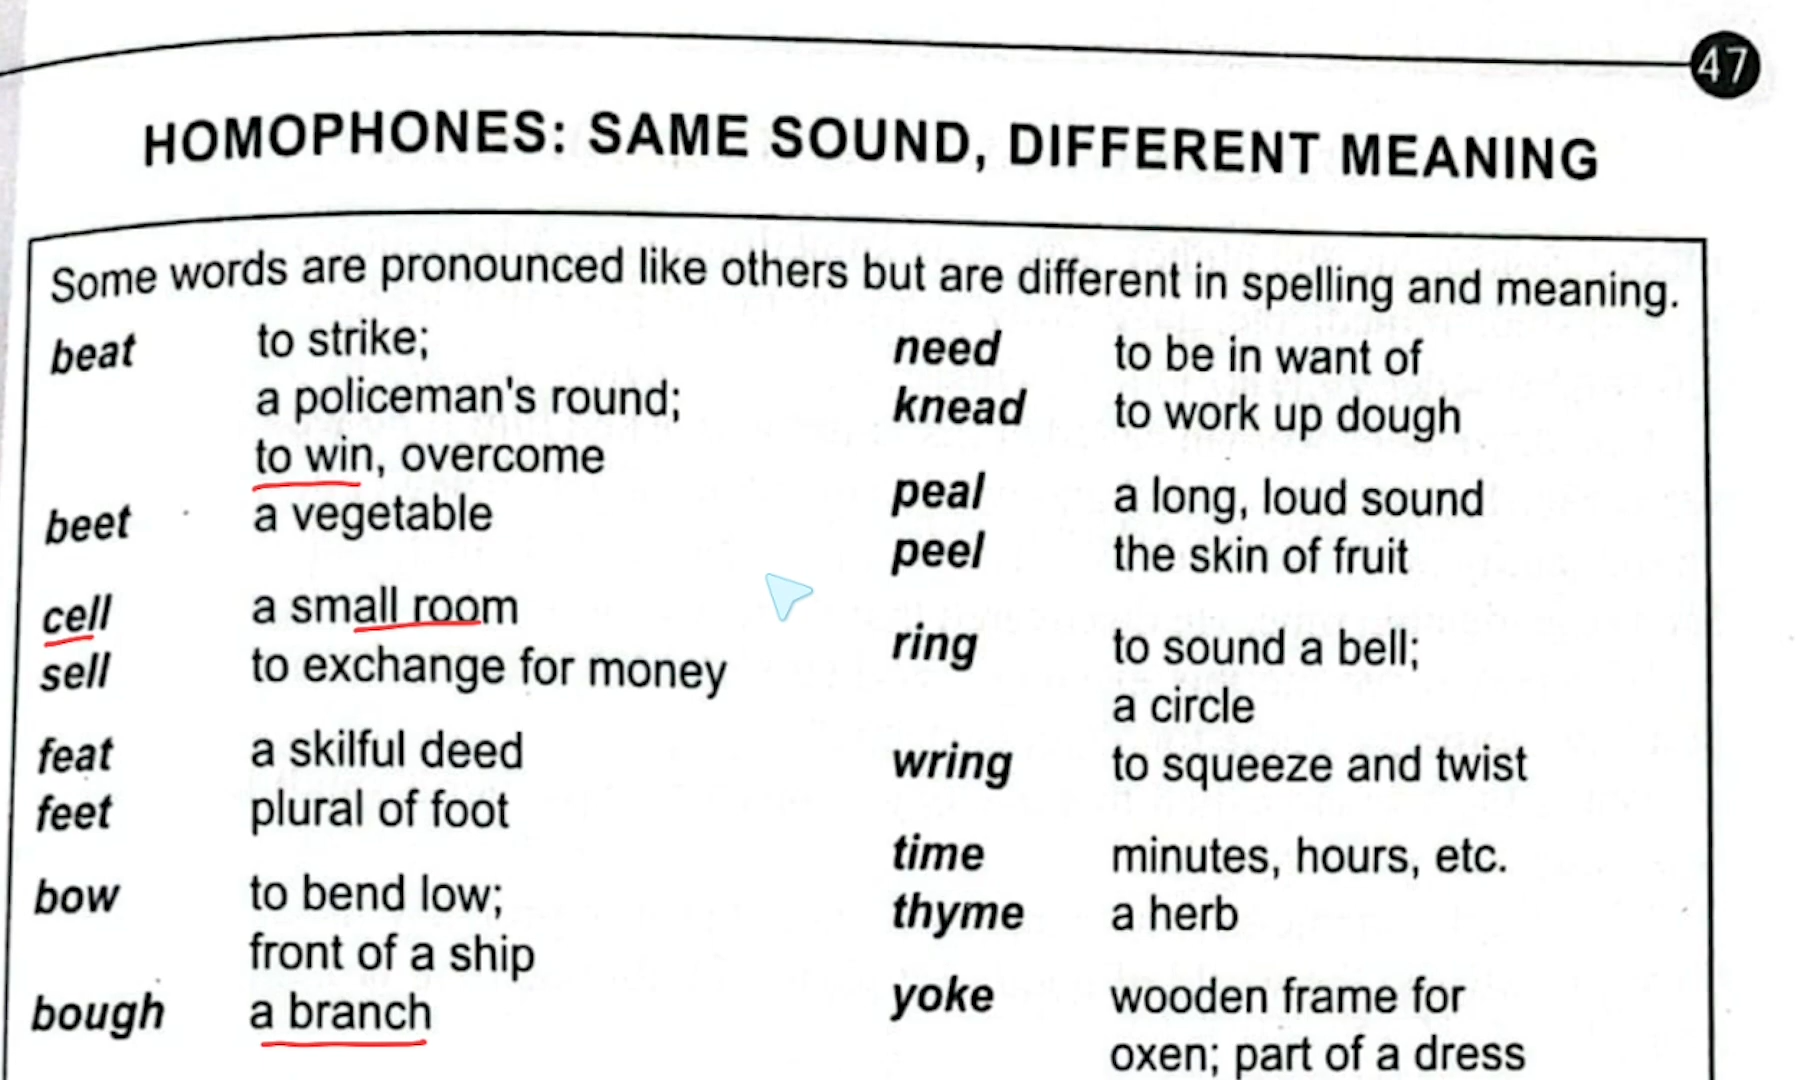 47
HOMOPHONES: SAME SOUND, DIFFERENT MEANING
Some words are pronounced like others but are different in spelling and meaning.
beat to strike;
a policeman's round;
to win, overcome
beet a vegetable
cell a small room
sell to exchange for money
feat a skilful deed
feet plural of foot
bow to bend low;
front of a ship
bough a branch
need to be in want of
knead to work up dough
peal a long, loud sound
peel the skin of fruit
ring to sound a bell;
a circle
wring to squeeze and twist
time minutes, hours, etc.
thyme a herb
yoke wooden frame for
oxen; part of a dress